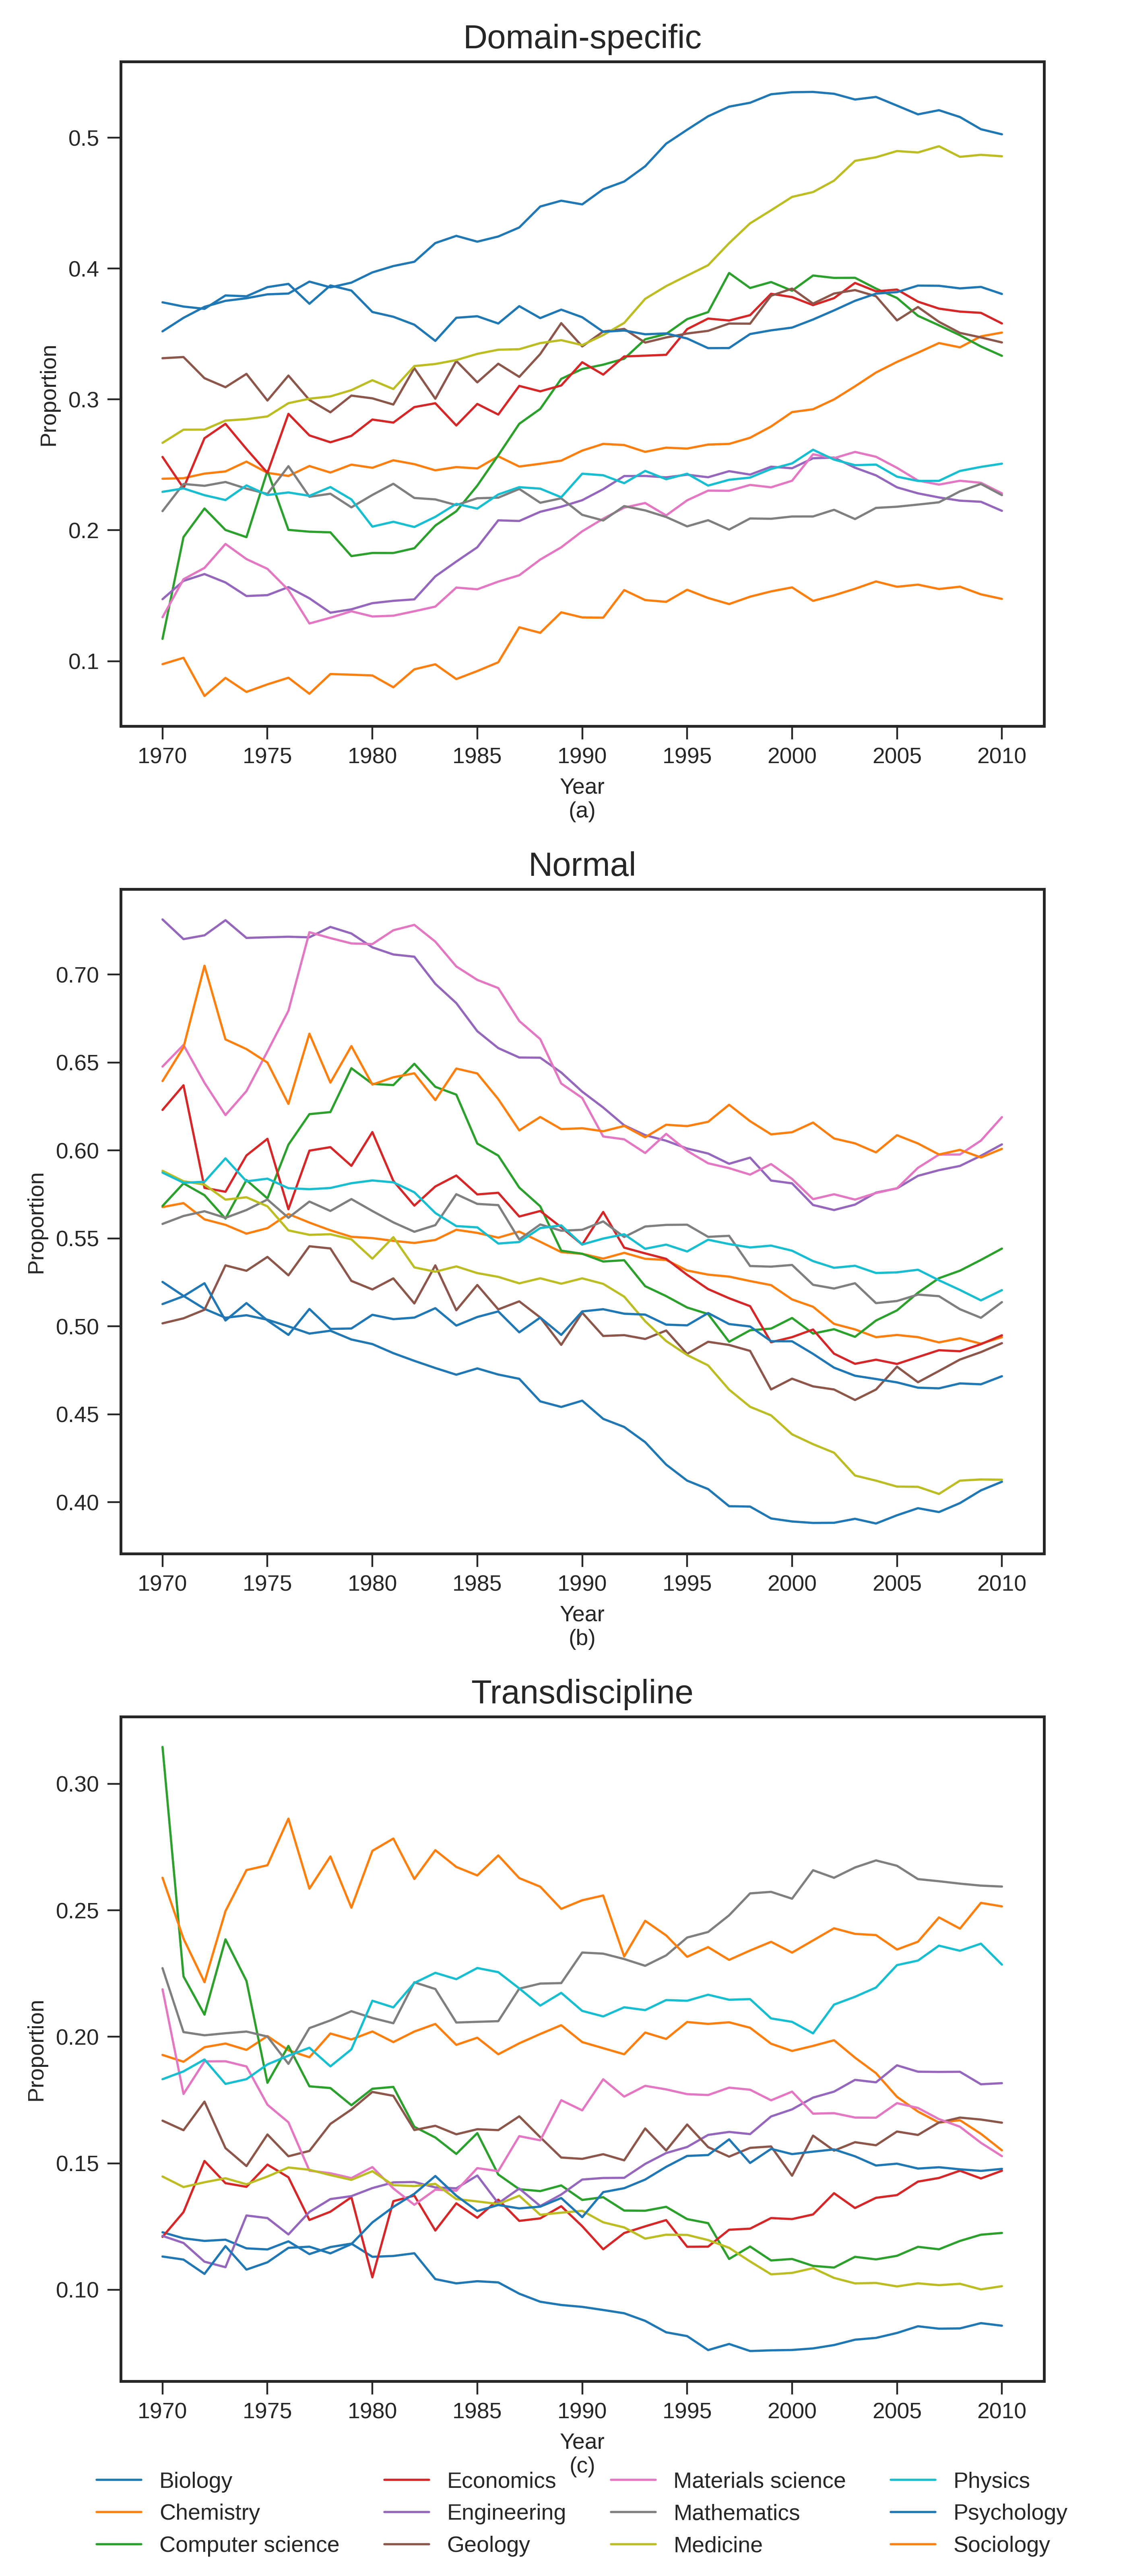 Domain-specific
0.5
0.4
0.3
0.2
0.1
Proportion
1970 1975 1980 1985 1990 1995 2000 2005 2010
Year
(a)
Normal
0.70
0.65
0.60
0.55
0.50
0.45
0.40
Proportion
1970 1975 1980 1985 1990 1995 2000 2005 2010
Year
(b)
Transdiscipline
0.30
0.25
0.20
0.15
0.10
Proportion
1970 1975 1980 1985 1990 1995 2000 2005 2010
Year
(c)
Biology Economics Materials science Physics
Chemistry Engineering Mathematics Psychology
Computer science Geology Medicine Sociology